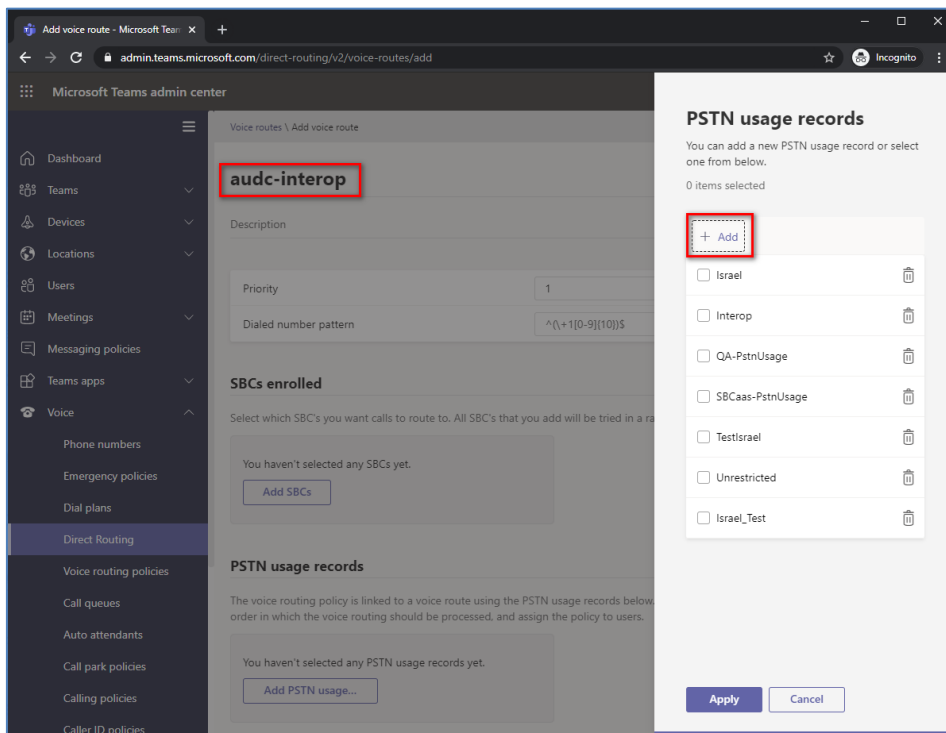 Add voice route - Microsoft Team
admin.teams.microsoft.com/direct-routing/v2/voice-routes/add
Incognito
Microsoft Teams admin center
Dashboard
Teams
Devices
Locations
Users
Meetings
Messaging policies
Teams apps
Voice
Phone numbers
Emergency policies
Dial plans
Direct Routing
Voice routing policies
Call queues
Auto attendants
Call park policies
Calling policies
Caller ID policies
Voice routes \ Add voice route
audc-interop
Description
Priority 1
Dialed number pattern ^(\+1[0-9]{10})$
SBCs enrolled
Select which SBC's you want calls to route to. All SBC's that you add will be tried in a ra
You haven't selected any SBCs yet.
Add SBCs
PSTN usage records
The voice routing policy is linked to a voice route using the PSTN usage records below.
order in which the voice routing should be processed, and assign the policy to users.
You haven't selected any PSTN usage records yet.
Add PSTN usage...
PSTN usage records
You can add a new PSTN usage record or select
one from below.
0 items selected
+ Add
Israel
Interop
QA-PstnUsage
SBCaas-PstnUsage
TestIsrael
Unrestricted
Israel_Test
Apply Cancel